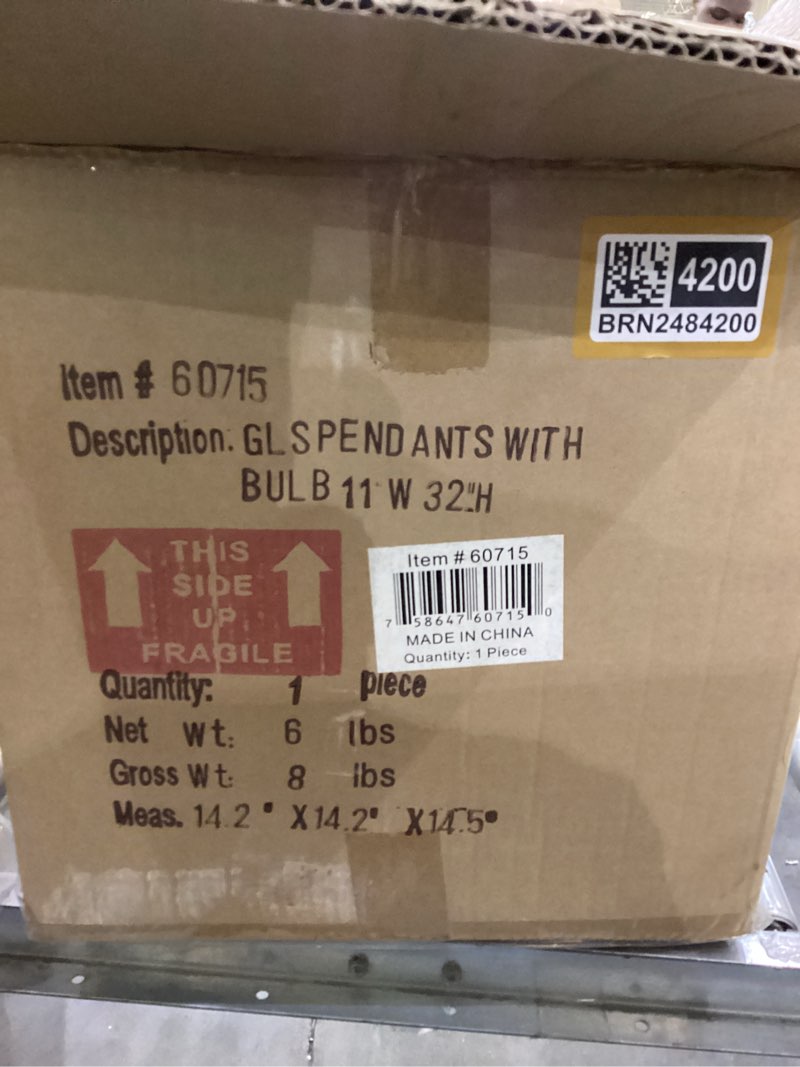 4200
BRN2484200
Item # 60715
Description: GLS PENDANTS WITH
BULB 11" W 32"H
THIS
SIDE
UP
FRAGILE
Item # 60715
7 58647 60715 0
MADE IN CHINA
Quantity: 1 Piece
Quantity: 1 piece
Net wt: 6 lbs
Gross Wt: 8 lbs
Meas. 14.2" X14.2" X14.5"